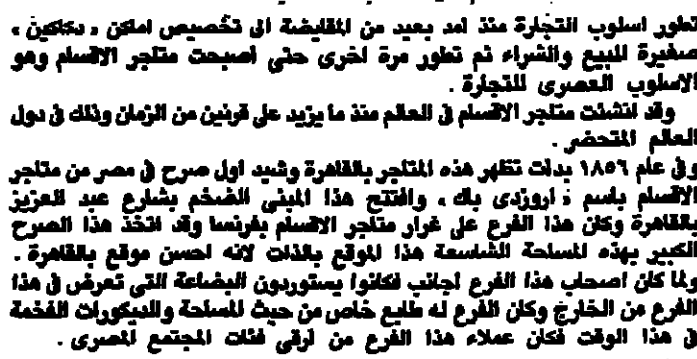 تطور اسلوب التجارة منذ امد بعيد من المقايضة الى تخصيص اماكن « دكاكين »
صغيرة للبيع والشراء ثم تطور مرة اخرى حتى اصبحت متاجر الاقسام وهو
الاسلوب العصرى للتجارة .
وقد انشئت متاجر الاقسام فى العالم منذ ما يزيد على قرنين من الزمان وذلك فى دول
العالم المتحضر .
وفى عام ١٨٥٦ بدات تظهر هذه المتاجر بالقاهرة وشيد اول صرح فى مصر من متاجر
الاقسام باسم « اروزدى باك » وافتتح هذا المبنى الضخم بشارع عبد العزيز
بالقاهرة وكان هذا الفرع على غرار متاجر الاقسام بفرنسا وقد اتخذ هذا الصرح
الكبير بهذه المساحة الشاسعة هذا الموقع بالذات لانه احسن موقع بالقاهرة .
ولما كان اصحاب هذا الفرع اجانب فكانوا يستوردون البضاعة التى تعرض فى هذا
الفرع من الخارج وكان الفرع له طابع خاص من حيث المساحة والديكورات الفخمة
فى هذا الوقت فكان عملاء هذا الفرع من ارقى فئات المجتمع المصرى .